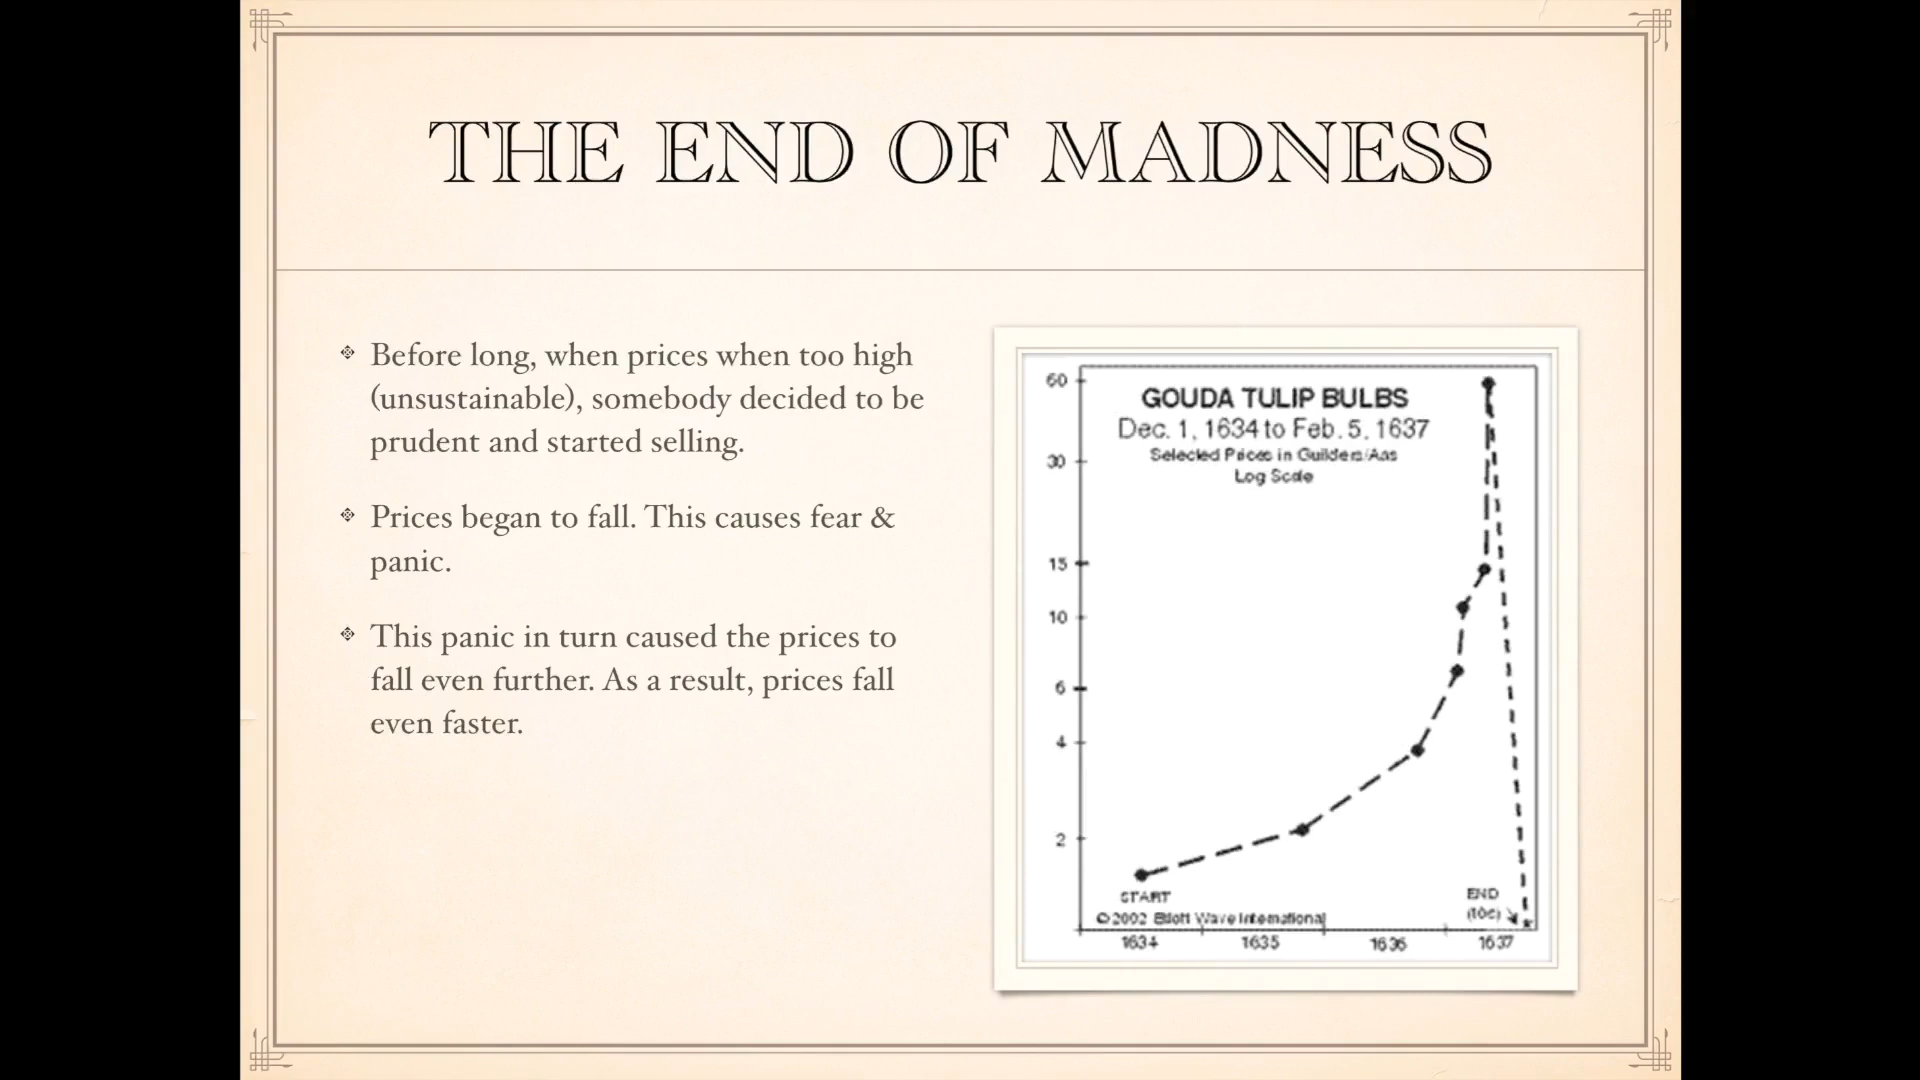 THE END OF MADNESS
Before long, when prices when too high
(unsustainable), somebody decided to be
prudent and started selling.
Prices began to fall. This causes fear &
panic.
This panic in turn caused the prices to
fall even further. As a result, prices fall
even faster.
GOUDA TULIP BULBS
Dec. 1, 1634 to Feb. 5, 1637
Selected Prices in Guilders/Aas
Log Scale
60
30
15
10
6
4
2
START
END
(10c)
© 2002 Elliott Wave International
1634
1635
1636
1637